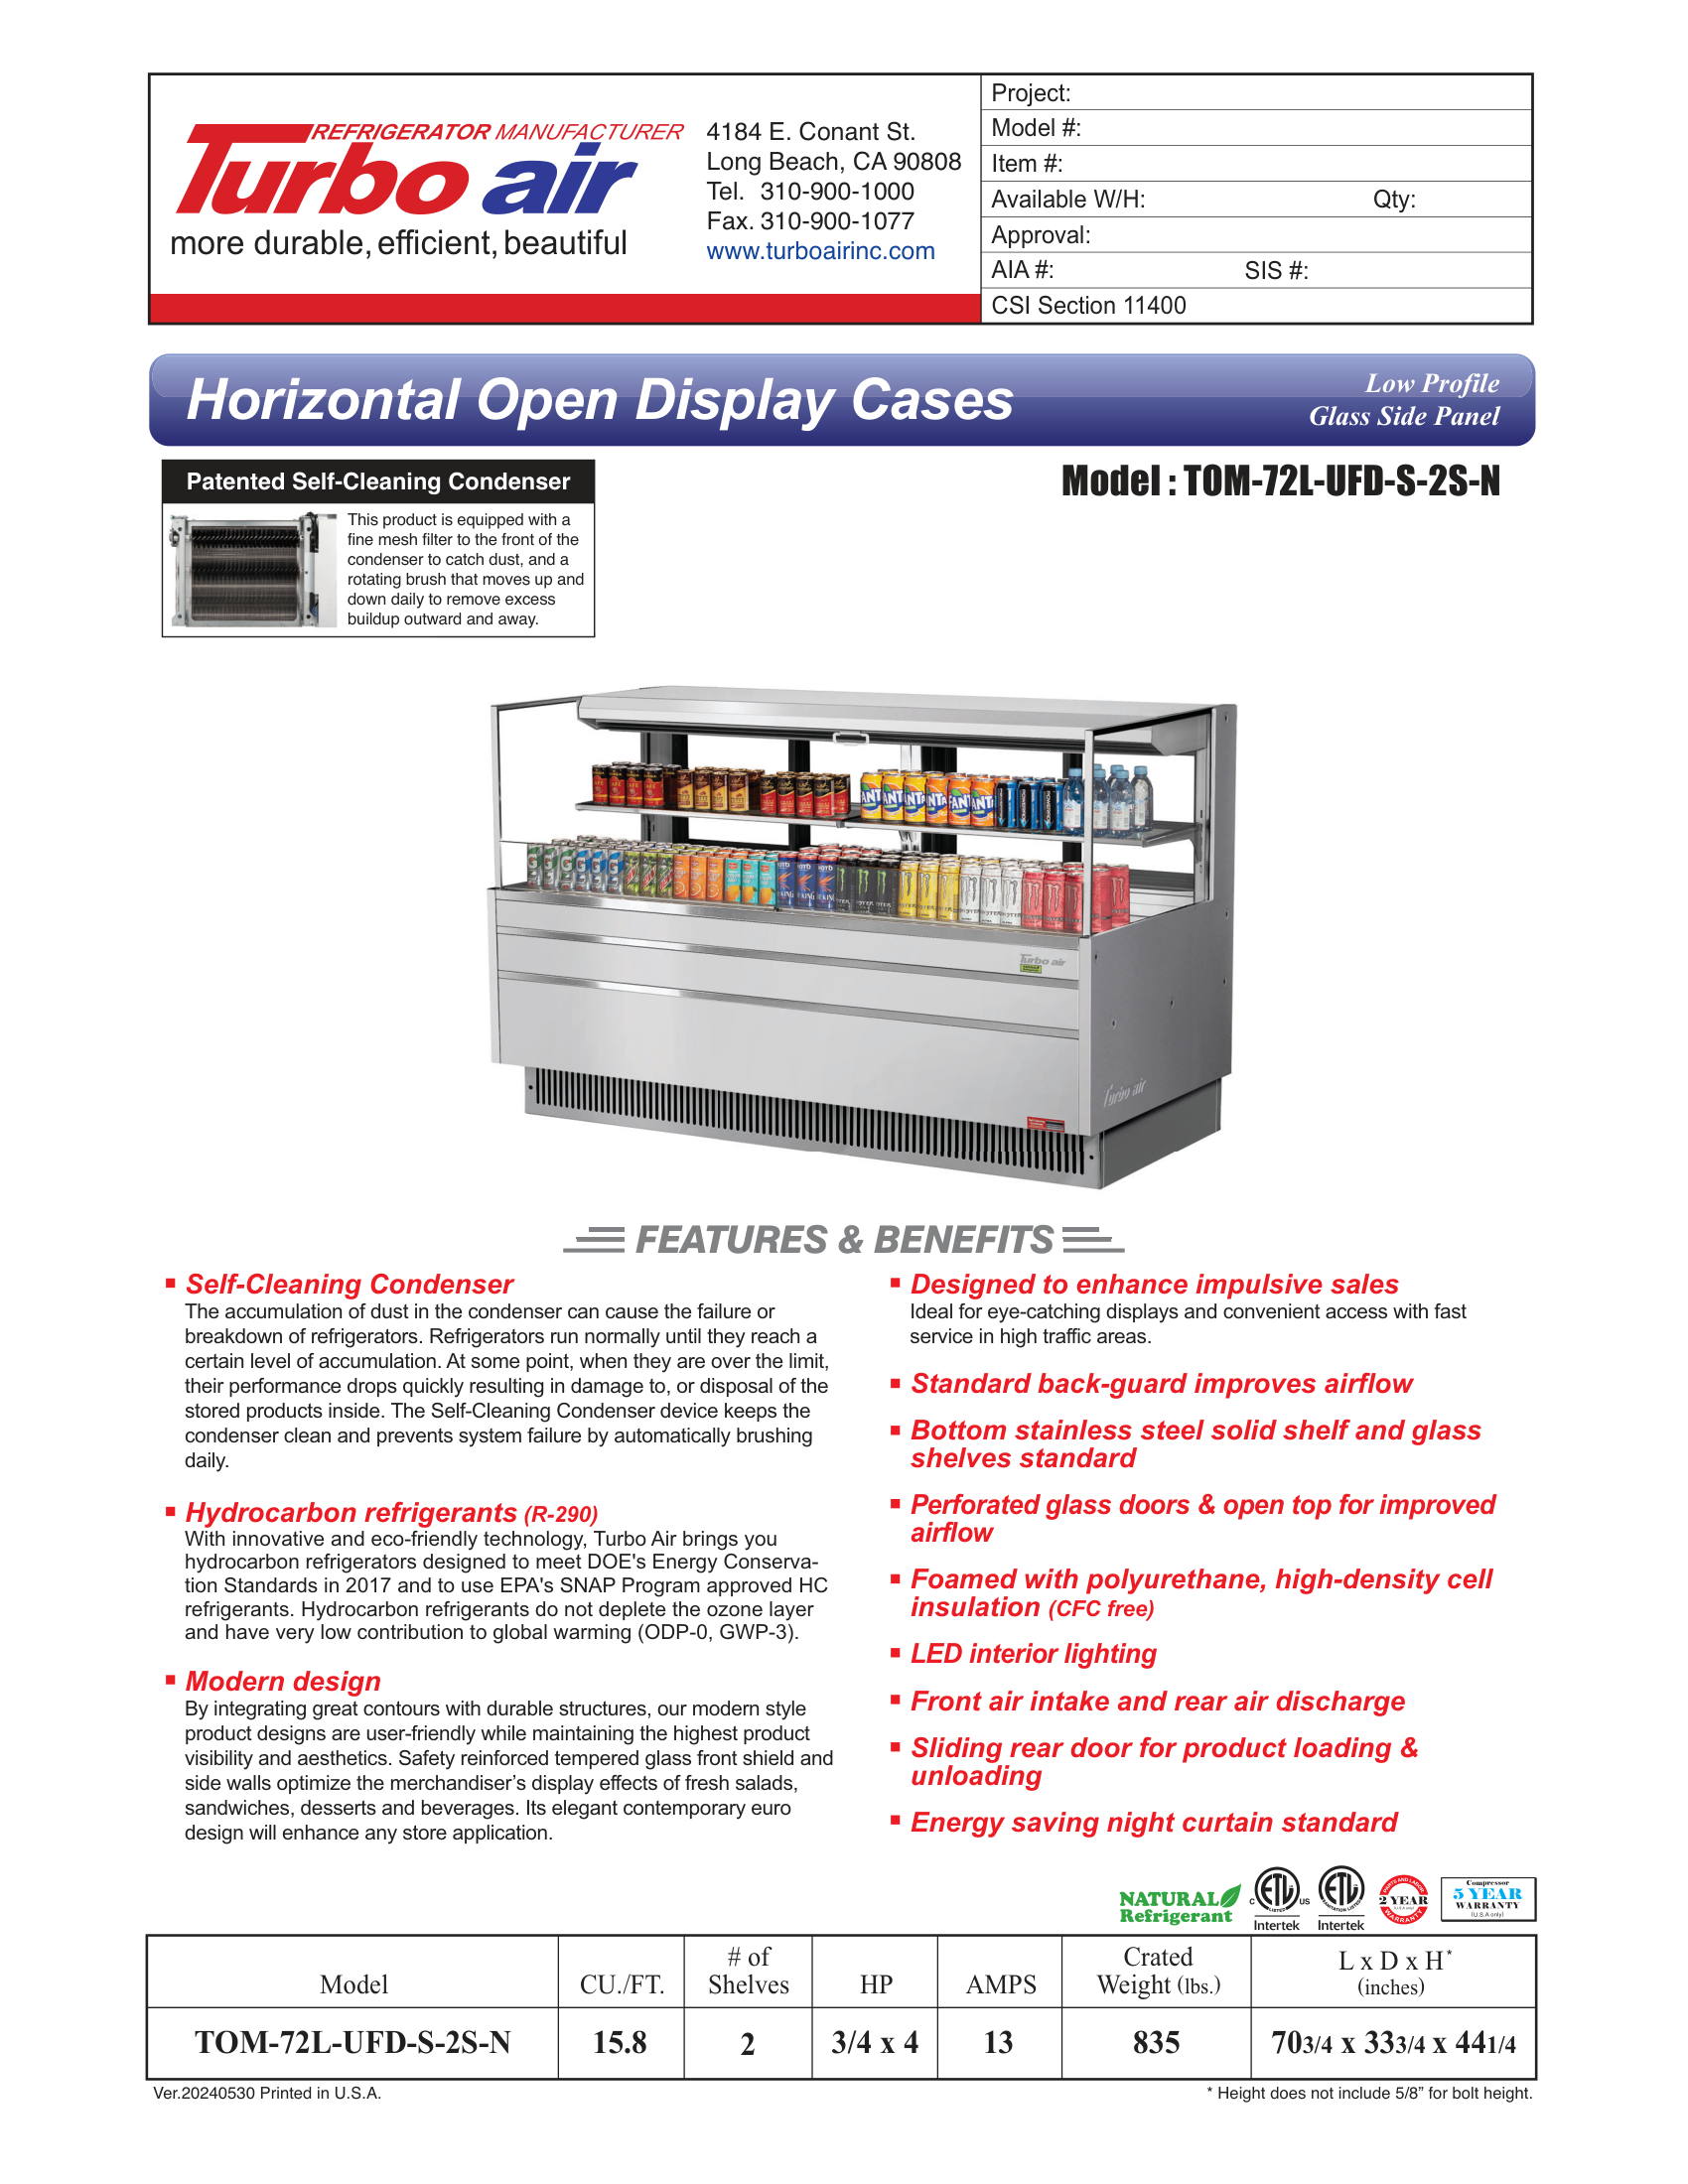 REFRIGERATOR MANUFACTURER
Turbo air
more durable, efficient, beautiful
4184 E. Conant St.
Long Beach, CA 90808
Tel. 310-900-1000
Fax. 310-900-1077
www.turboairinc.com
Project:
Model #:
Item #:
Available W/H: Qty:
Approval:
AIA #: SIS #:
CSI Section 11400
Horizontal Open Display Cases
Low Profile
Glass Side Panel
Patented Self-Cleaning Condenser
This product is equipped with a
fine mesh filter to the front of the
condenser to catch dust, and a
rotating brush that moves up and
down daily to remove excess
buildup outward and away.
Model : TOM-72L-UFD-S-2S-N
Turbo air
Turbo air
FEATURES & BENEFITS
Self-Cleaning Condenser
The accumulation of dust in the condenser can cause the failure or
breakdown of refrigerators. Refrigerators run normally until they reach a
certain level of accumulation. At some point, when they are over the limit,
their performance drops quickly resulting in damage to, or disposal of the
stored products inside. The Self-Cleaning Condenser device keeps the
condenser clean and prevents system failure by automatically brushing
daily.
Hydrocarbon refrigerants (R-290)
With innovative and eco-friendly technology, Turbo Air brings you
hydrocarbon refrigerators designed to meet DOE's Energy Conserva-
tion Standards in 2017 and to use EPA's SNAP Program approved HC
refrigerants. Hydrocarbon refrigerants do not deplete the ozone layer
and have very low contribution to global warming (ODP-0, GWP-3).
Modern design
By integrating great contours with durable structures, our modern style
product designs are user-friendly while maintaining the highest product
visibility and aesthetics. Safety reinforced tempered glass front shield and
side walls optimize the merchandiser’s display effects of fresh salads,
sandwiches, desserts and beverages. Its elegant contemporary euro
design will enhance any store application.
Designed to enhance impulsive sales
Ideal for eye-catching displays and convenient access with fast
service in high traffic areas.
Standard back-guard improves airflow
Bottom stainless steel solid shelf and glass
shelves standard
Perforated glass doors & open top for improved
airflow
Foamed with polyurethane, high-density cell
insulation (CFC free)
LED interior lighting
Front air intake and rear air discharge
Sliding rear door for product loading &
unloading
Energy saving night curtain standard
NATURAL
Refrigerant
C ETL US
LISTED
Intertek
ETL
SANITATION LISTED
Intertek
PARTS AND LABOR
2 YEAR
(U.S.A only)
WARRANTY
Compressor
5 YEAR
WARRANTY
(U.S.A only)
Model CU./FT. # of Shelves HP AMPS Crated Weight (lbs.) L x D x H* (inches)
TOM-72L-UFD-S-2S-N 15.8 2 3/4 x 4 13 835 703/4 x 333/4 x 441/4
Ver.20240530 Printed in U.S.A.
* Height does not include 5/8” for bolt height.